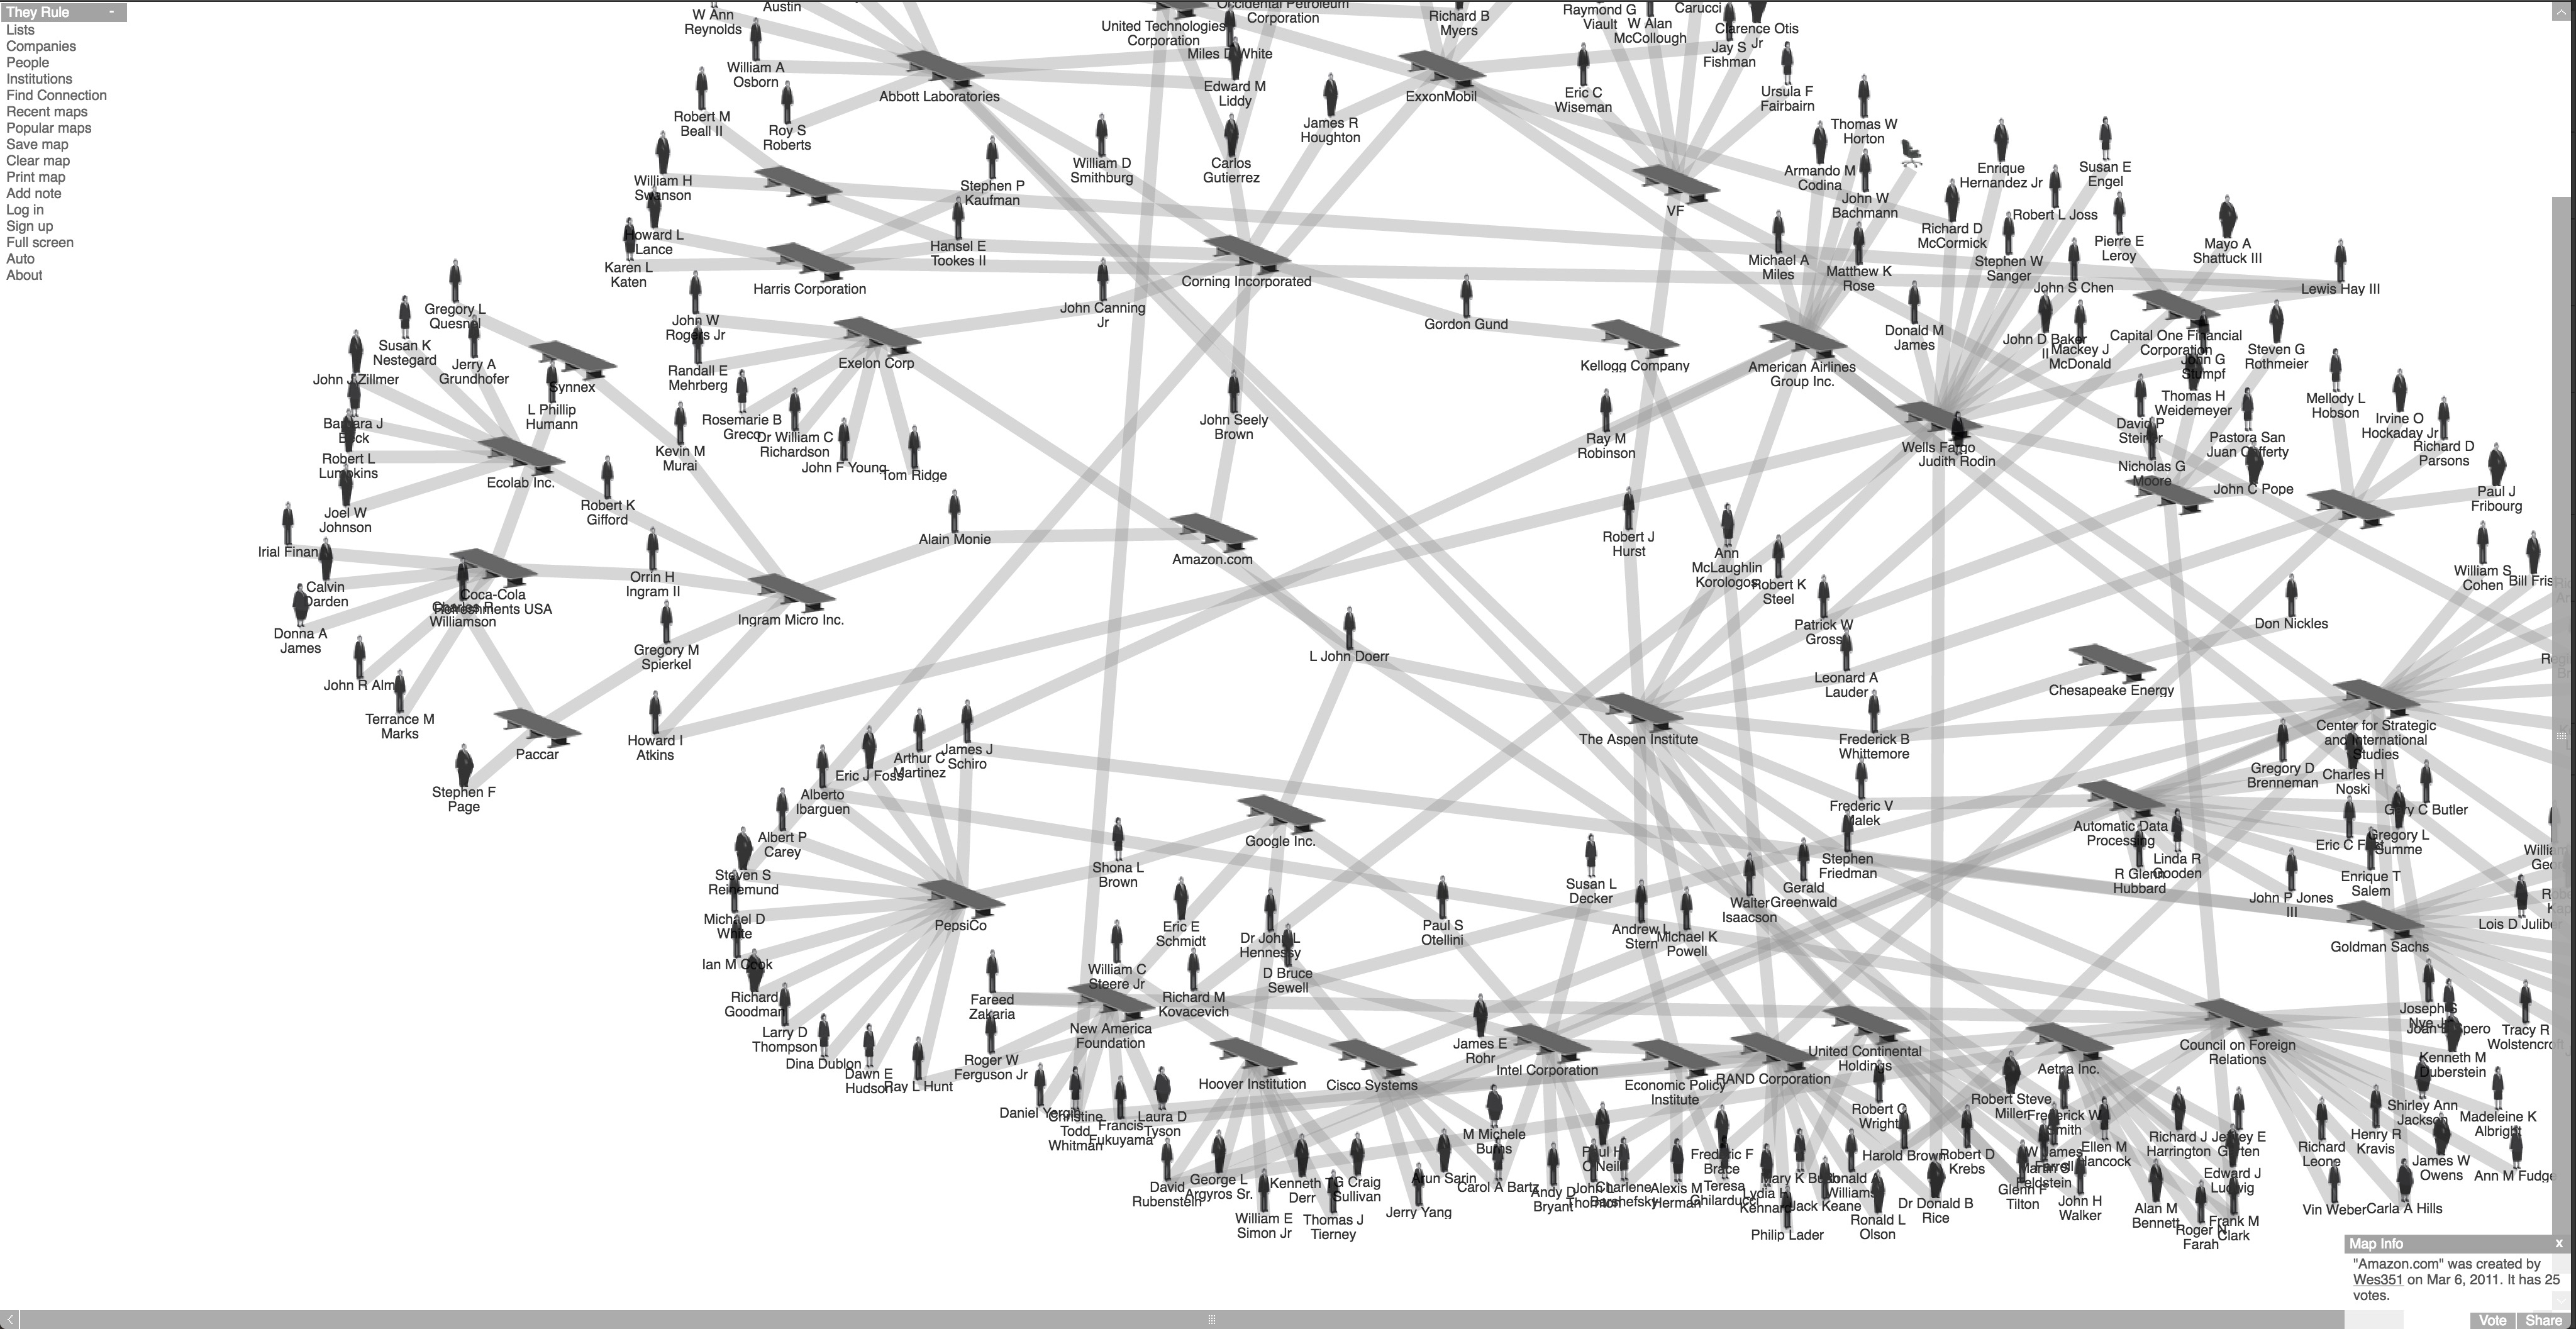 They Rule -
Lists
Companies
People
Institutions
Find Connection
Recent maps
Popular maps
Save map
Clear map
Print map
Add note
Log in
Sign up
Full screen
Auto
About
W Ann
Reynolds
Austin
William A
Osborn
Robert M
Beall II
Roy S
Roberts
Abbott Laboratories
United Technologies
Corporation
Occidental Petroleum
Corporation
Miles D White
Edward M
Liddy
Richard B
Myers
ExxonMobil
Raymond G
Viault
W Alan
McCollough
Carucci
Clarence Otis
Jr
Jay S
Fishman
Eric C
Wiseman
Ursula F
Fairbairn
James R
Houghton
William D
Smithburg
Carlos
Gutierrez
Stephen P
Kaufman
William H
Swanson
Howard L
Lance
Karen L
Katen
Hansel E
Tookes II
Harris Corporation
Corning Incorporated
VF
Thomas W
Horton
Armando M
Codina
John W
Bachmann
Michael A
Miles
Matthew K
Rose
Enrique
Hernandez Jr
Susan E
Engel
Robert L Joss
Richard D
McCormick
Stephen W
Sanger
Pierre E
Leroy
Mayo A
Shattuck III
John S Chen
Lewis Hay III
Gregory L
Quesnel
Susan K
Nestegard
Jerry A
Grundhofer
John J Zillmer
Synnex
L Phillip
Humann
Barbara J
Beck
Robert L
Lumpkins
Joel W
Johnson
Ecolab Inc.
Robert K
Gifford
John W
Rogers Jr
Randall E
Mehrberg
Rosemarie B
Greco
Dr William C
Richardson
John F Young
Tom Ridge
Exelon Corp
John Canning
Jr
Kevin M
Murai
Gordon Gund
Kellogg Company
American Airlines
Group Inc.
Donald M
James
John D Baker
II
Mackey J
McDonald
Capital One Financial
Corporation
John G
Stumpf
Steven G
Rothmeier
Thomas H
Weidemeyer
David P
Steiner
Pastora San
Juan Cafferty
Nicholas G
Moore
John C Pope
Mellody L
Hobson
Irvine O
Hockaday Jr
Richard D
Parsons
Paul J
Fribourg
John Seely
Brown
Ray M
Robinson
Wells Fargo
Judith Rodin
Irial Finan
Calvin
Darden
Donna A
James
Coca-Cola
Refreshments USA
Charles R
Williamson
John R Alm
Terrance M
Marks
Orrin H
Ingram II
Gregory M
Spierkel
Ingram Micro Inc.
Alain Monie
Amazon.com
Robert J
Hurst
Ann
McLaughlin
Korologos
Robert K
Steel
Patrick W
Gross
Leonard A
Lauder
William S
Cohen
Bill Fris
Don Nickles
Paccar
Stephen F
Page
Howard I
Atkins
L John Doerr
The Aspen Institute
Chesapeake Energy
Frederick B
Whittemore
Center for Strategic
and International
Studies
Gregory D
Brenneman
Charles H
Noski
Gary C Butler
James J
Schiro
Arthur C
Martinez
Eric J Foss
Alberto
Ibarguen
Albert P
Carey
Steven S
Reinemund
Michael D
White
Ian M Cook
Richard
Goodman
Larry D
Thompson
Dina Dublon
Dawn E
Hudson
Ray L Hunt
PepsiCo
Google Inc.
Shona L
Brown
Eric E
Schmidt
Dr John L
Hennessy
D Bruce
Sewell
Paul S
Otellini
Susan L
Decker
Andrew L
Stern
Michael K
Powell
Walter
Isaacson
Gerald
Greenwald
Stephen
Friedman
Frederic V
Malek
Automatic Data
Processing
R Glenn
Hubbard
Linda R
Gooden
Eric C Fast
Gregory L
Summe
Enrique T
Salem
John P Jones
III
Lois D Juliber
Goldman Sachs
William C
Steere Jr
Richard M
Kovacevich
Fareed
Zakaria
Roger W
Ferguson Jr
New America
Foundation
Daniel Yergin
Christine
Todd
Whitman
Francis
Fukuyama
Laura D
Tyson
Hoover Institution
Cisco Systems
James E
Rohr
Intel Corporation
Economic Policy
Institute
RAND Corporation
United Continental
Holdings
Aetna Inc.
Council on Foreign
Relations
Joseph S
Nye Jr
Joan E Spero
Tracy R
Wolstencroft
Kenneth M
Duberstein
Shirley Ann
Jackson
Madeleine K
Albright
David
Rubenstein
George L
Argyros Sr.
William E
Simon Jr
Kenneth T
Derr
Thomas J
Tierney
G Craig
Sullivan
Arun Sarin
Jerry Yang
M Michele
Burns
Carol A Bartz
Andy D
Bryant
Paul H
O'Neill
John L
Thornton
Charlene
Barshefsky
Alexis M
Herman
Frederic F
Brace
Teresa
Ghilarducci
Lydia H
Kennard
Mary K Bush
Jack Keane
Philip Lader
Ronald A
Williams
Ronald L
Olson
Robert C
Wright
Harold Brown
Dr Donald B
Rice
Robert D
Krebs
Robert Steve
Miller
Frederick W
Smith
W James
Farrell
Martin S
Feldstein
Glenn F
Tilton
Ellen M
Hancock
John H
Walker
Richard J
Harrington
Jeffrey E
Garten
Edward J
Ludwig
Alan M
Bennett
Roger N
Farah
Frank M
Clark
Richard
Leone
Henry R
Kravis
James W
Owens
Ann M Fudge
Vin Weber
Carla A Hills
Map Info x
"Amazon.com" was created by
Wes351 on Mar 6, 2011. It has 25
votes.
Vote Share